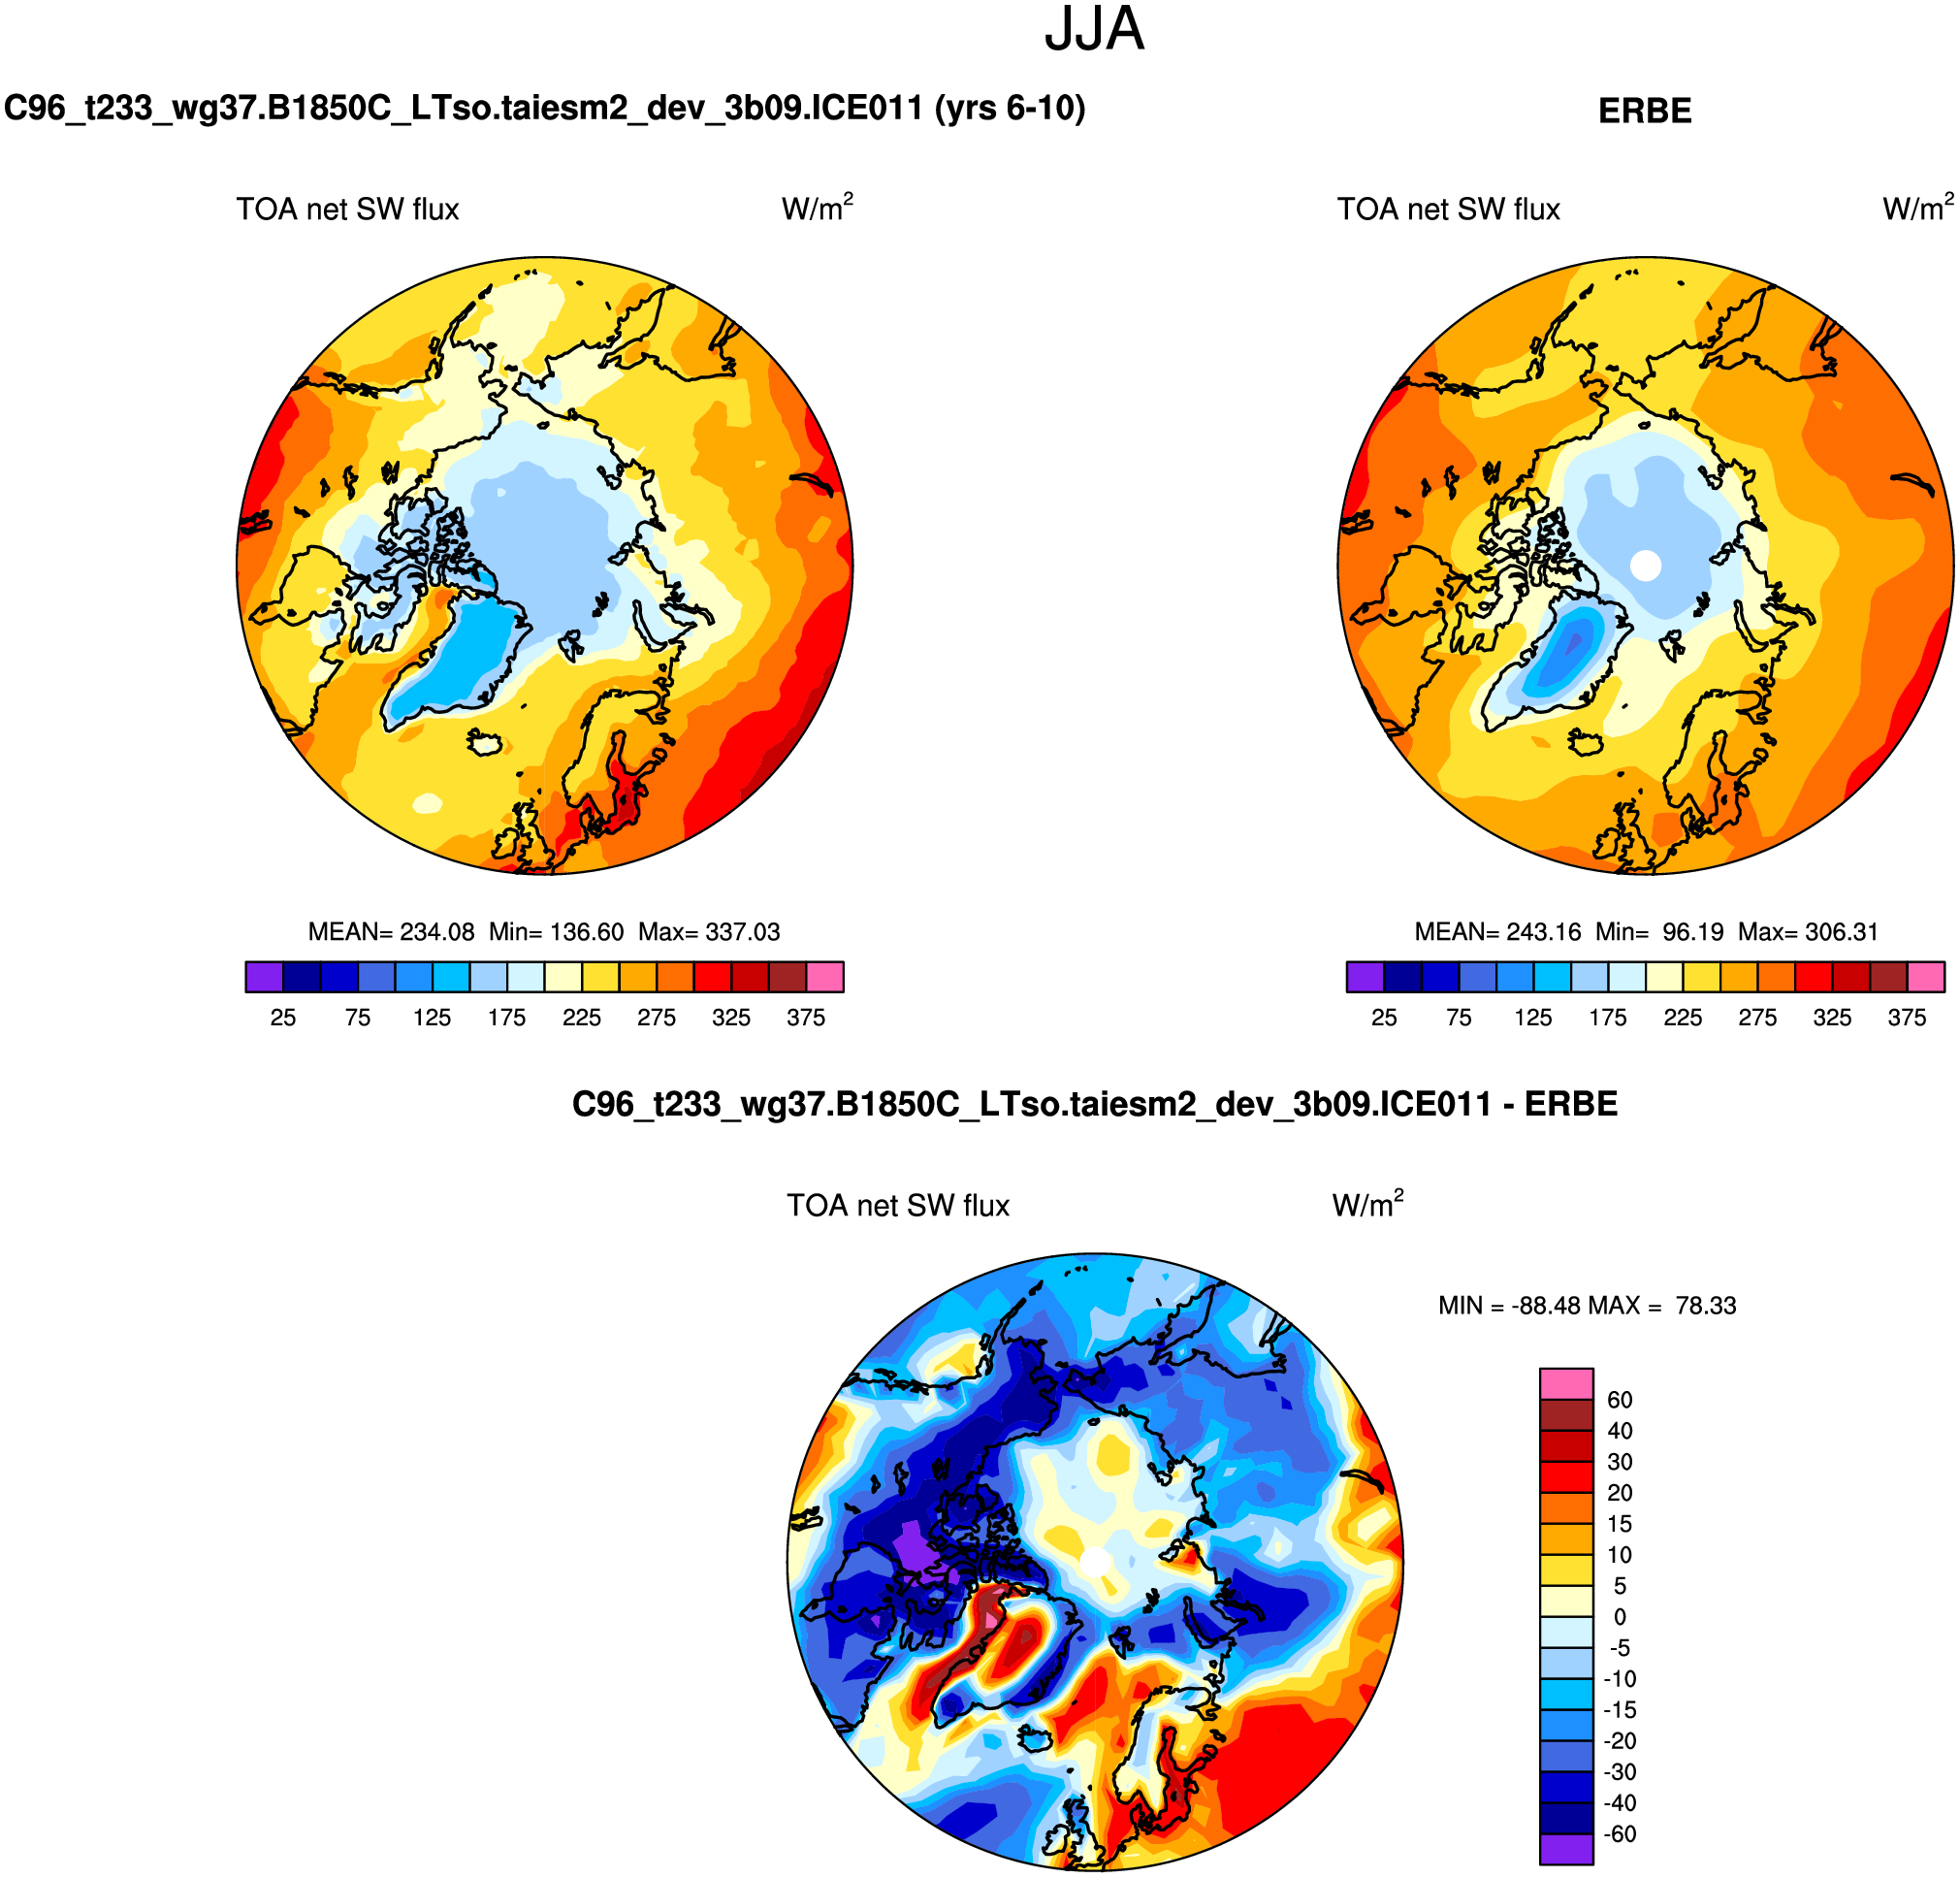 JJA
C96_t233_wg37.B1850C_LTso.taiesm2_dev_3b09.ICE011 (yrs 6-10)
ERBE
TOA net SW flux W/m²
TOA net SW flux W/m²
MEAN= 234.08 Min= 136.60 Max= 337.03
MEAN= 243.16 Min= 96.19 Max= 306.31
25 75 125 175 225 275 325 375
25 75 125 175 225 275 325 375
C96_t233_wg37.B1850C_LTso.taiesm2_dev_3b09.ICE011 - ERBE
TOA net SW flux W/m²
MIN = -88.48 MAX = 78.33
60
40
30
20
15
10
5
0
-5
-10
-15
-20
-30
-40
-60